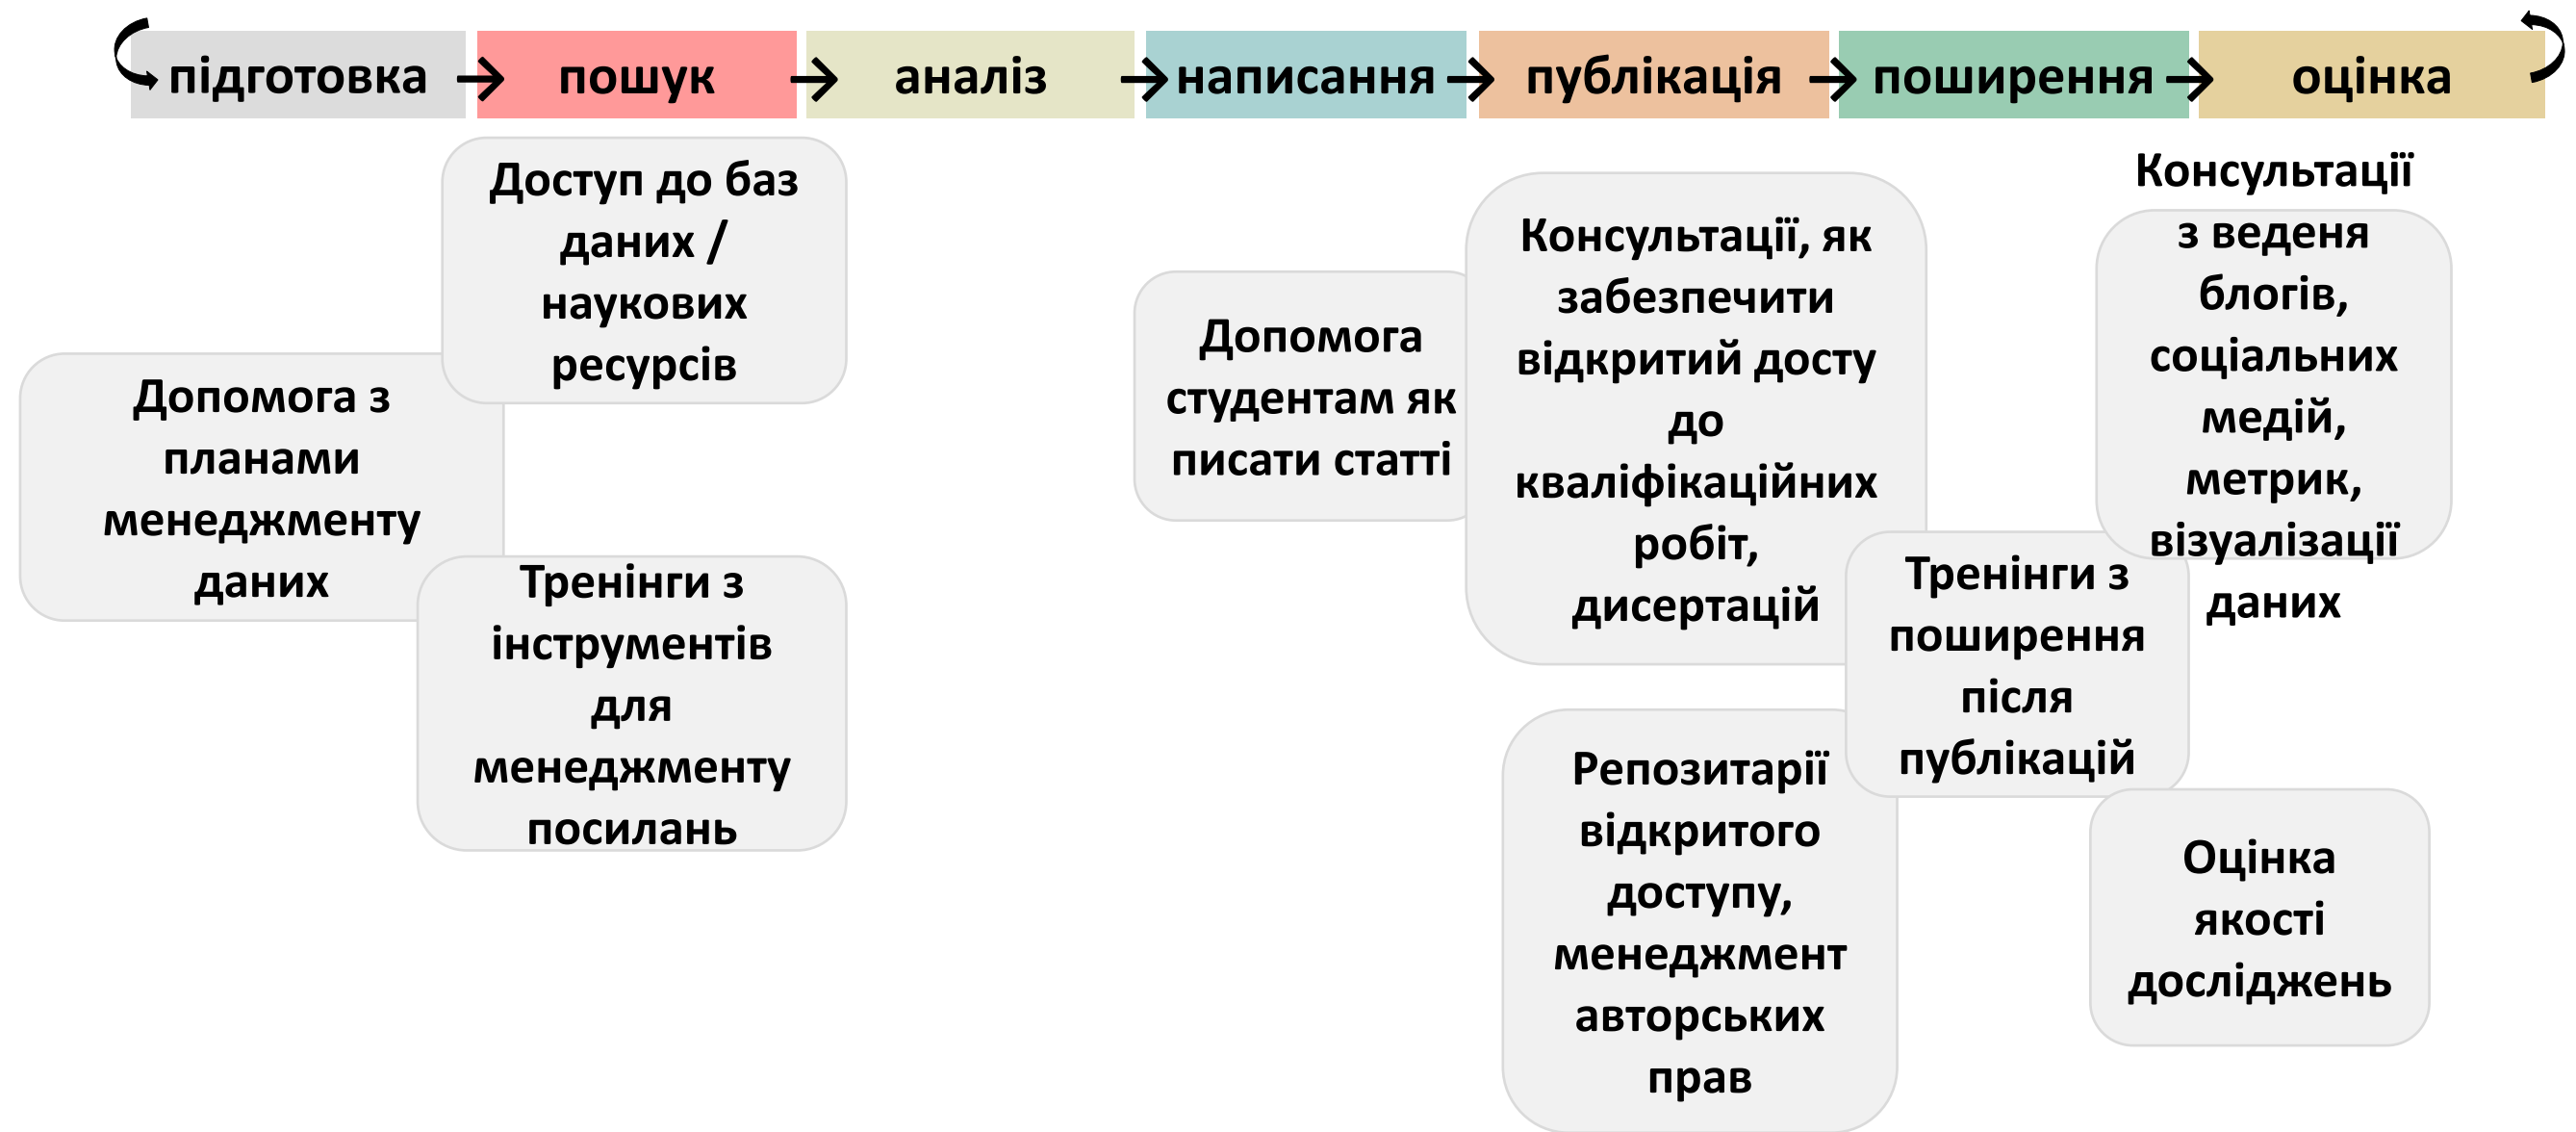 підготовка
пошук
аналіз
написання
публікація
поширення
оцінка
Допомога з
планами
менеджменту
даних
Доступ до баз
даних /
наукових
ресурсів
Тренінги з
інструментів
для
менеджменту
посилань
Допомога
студентам як
писати статті
Консультації, як
забезпечити
відкритий досту
до
кваліфікаційних
робіт,
дисертацій
Репозитарії
відкритого
доступу,
менеджмент
авторських
прав
Тренінги з
поширення
після
публікацій
Консультації
з веденя
блогів,
соціальних
медій,
метрик,
візуалізації
даних
Оцінка
якості
досліджень